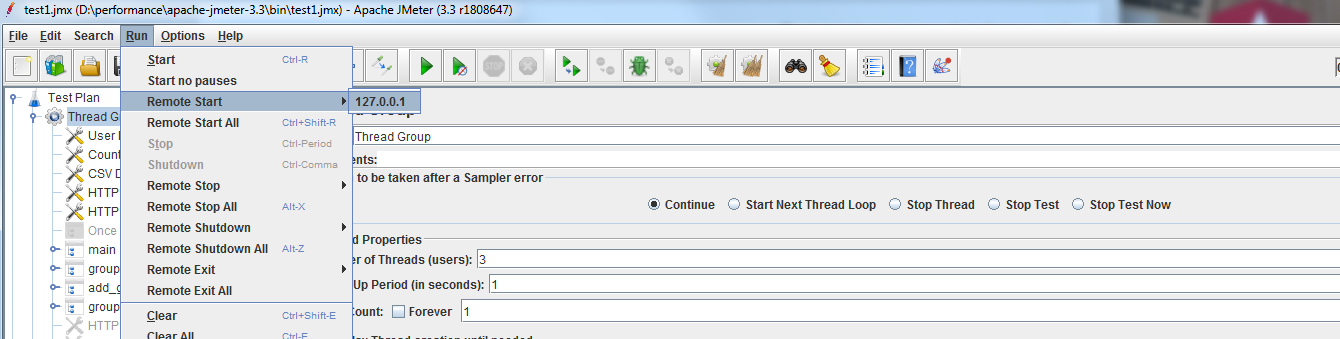 test1.jmx (D:\performance\apache-jmeter-3.3\bin\test1.jmx) - Apache JMeter (3.3 r1808647)
File Edit Search Run Options Help
Start Ctrl-R
Start no pauses
Remote Start 127.0.0.1
Remote Start All Ctrl+Shift-R
Stop Ctrl-Period
Shutdown Ctrl-Comma
Remote Stop
Remote Stop All Alt-X
Remote Shutdown
Remote Shutdown All Alt-Z
Remote Exit
Remote Exit All
Clear Ctrl+Shift-E
Clear All Ctrl-E
Test Plan
Thread G
User
Count
CSV D
HTTP
HTTP
Once
main
group
add_
group
HTTP
Group
Thread Group
ents:
to be taken after a Sampler error
Continue Start Next Thread Loop Stop Thread Stop Test Stop Test Now
d Properties
er of Threads (users): 3
Up Period (in seconds): 1
Count: Forever 1
Thread creation until needed